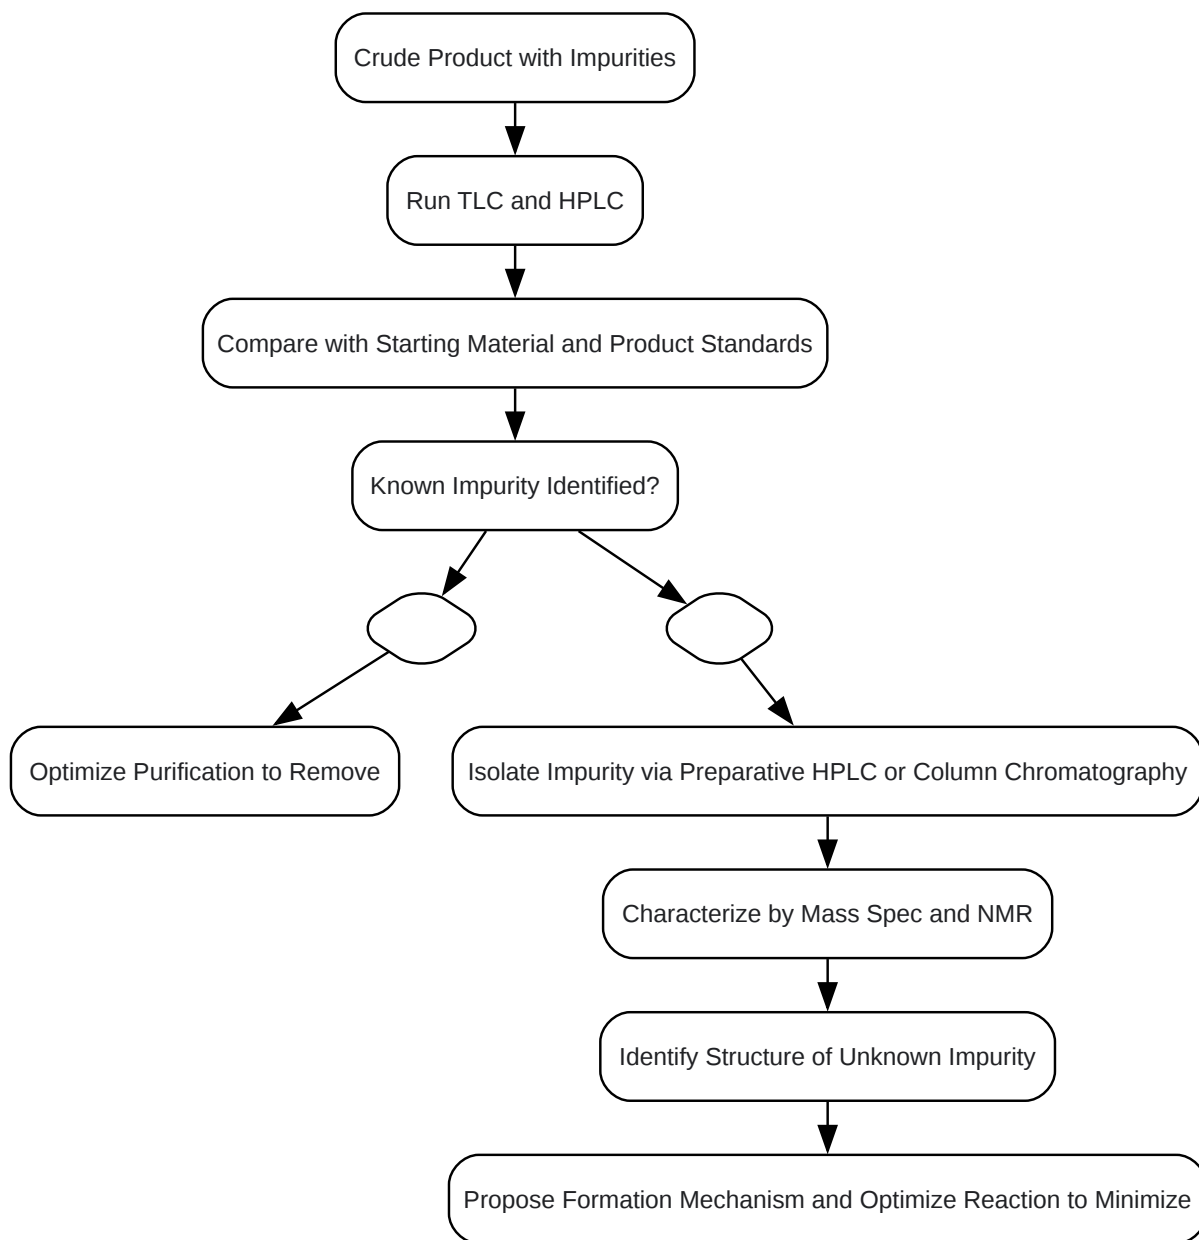 Crude Product with Impurities
Run TLC and HPLC
Compare with Starting Material and Product Standards
Known Impurity Identified?
Optimize Purification to Remove
Isolate Impurity via Preparative HPLC or Column Chromatography
Characterize by Mass Spec and NMR
Identify Structure of Unknown Impurity
Propose Formation Mechanism and Optimize Reaction to Minimize